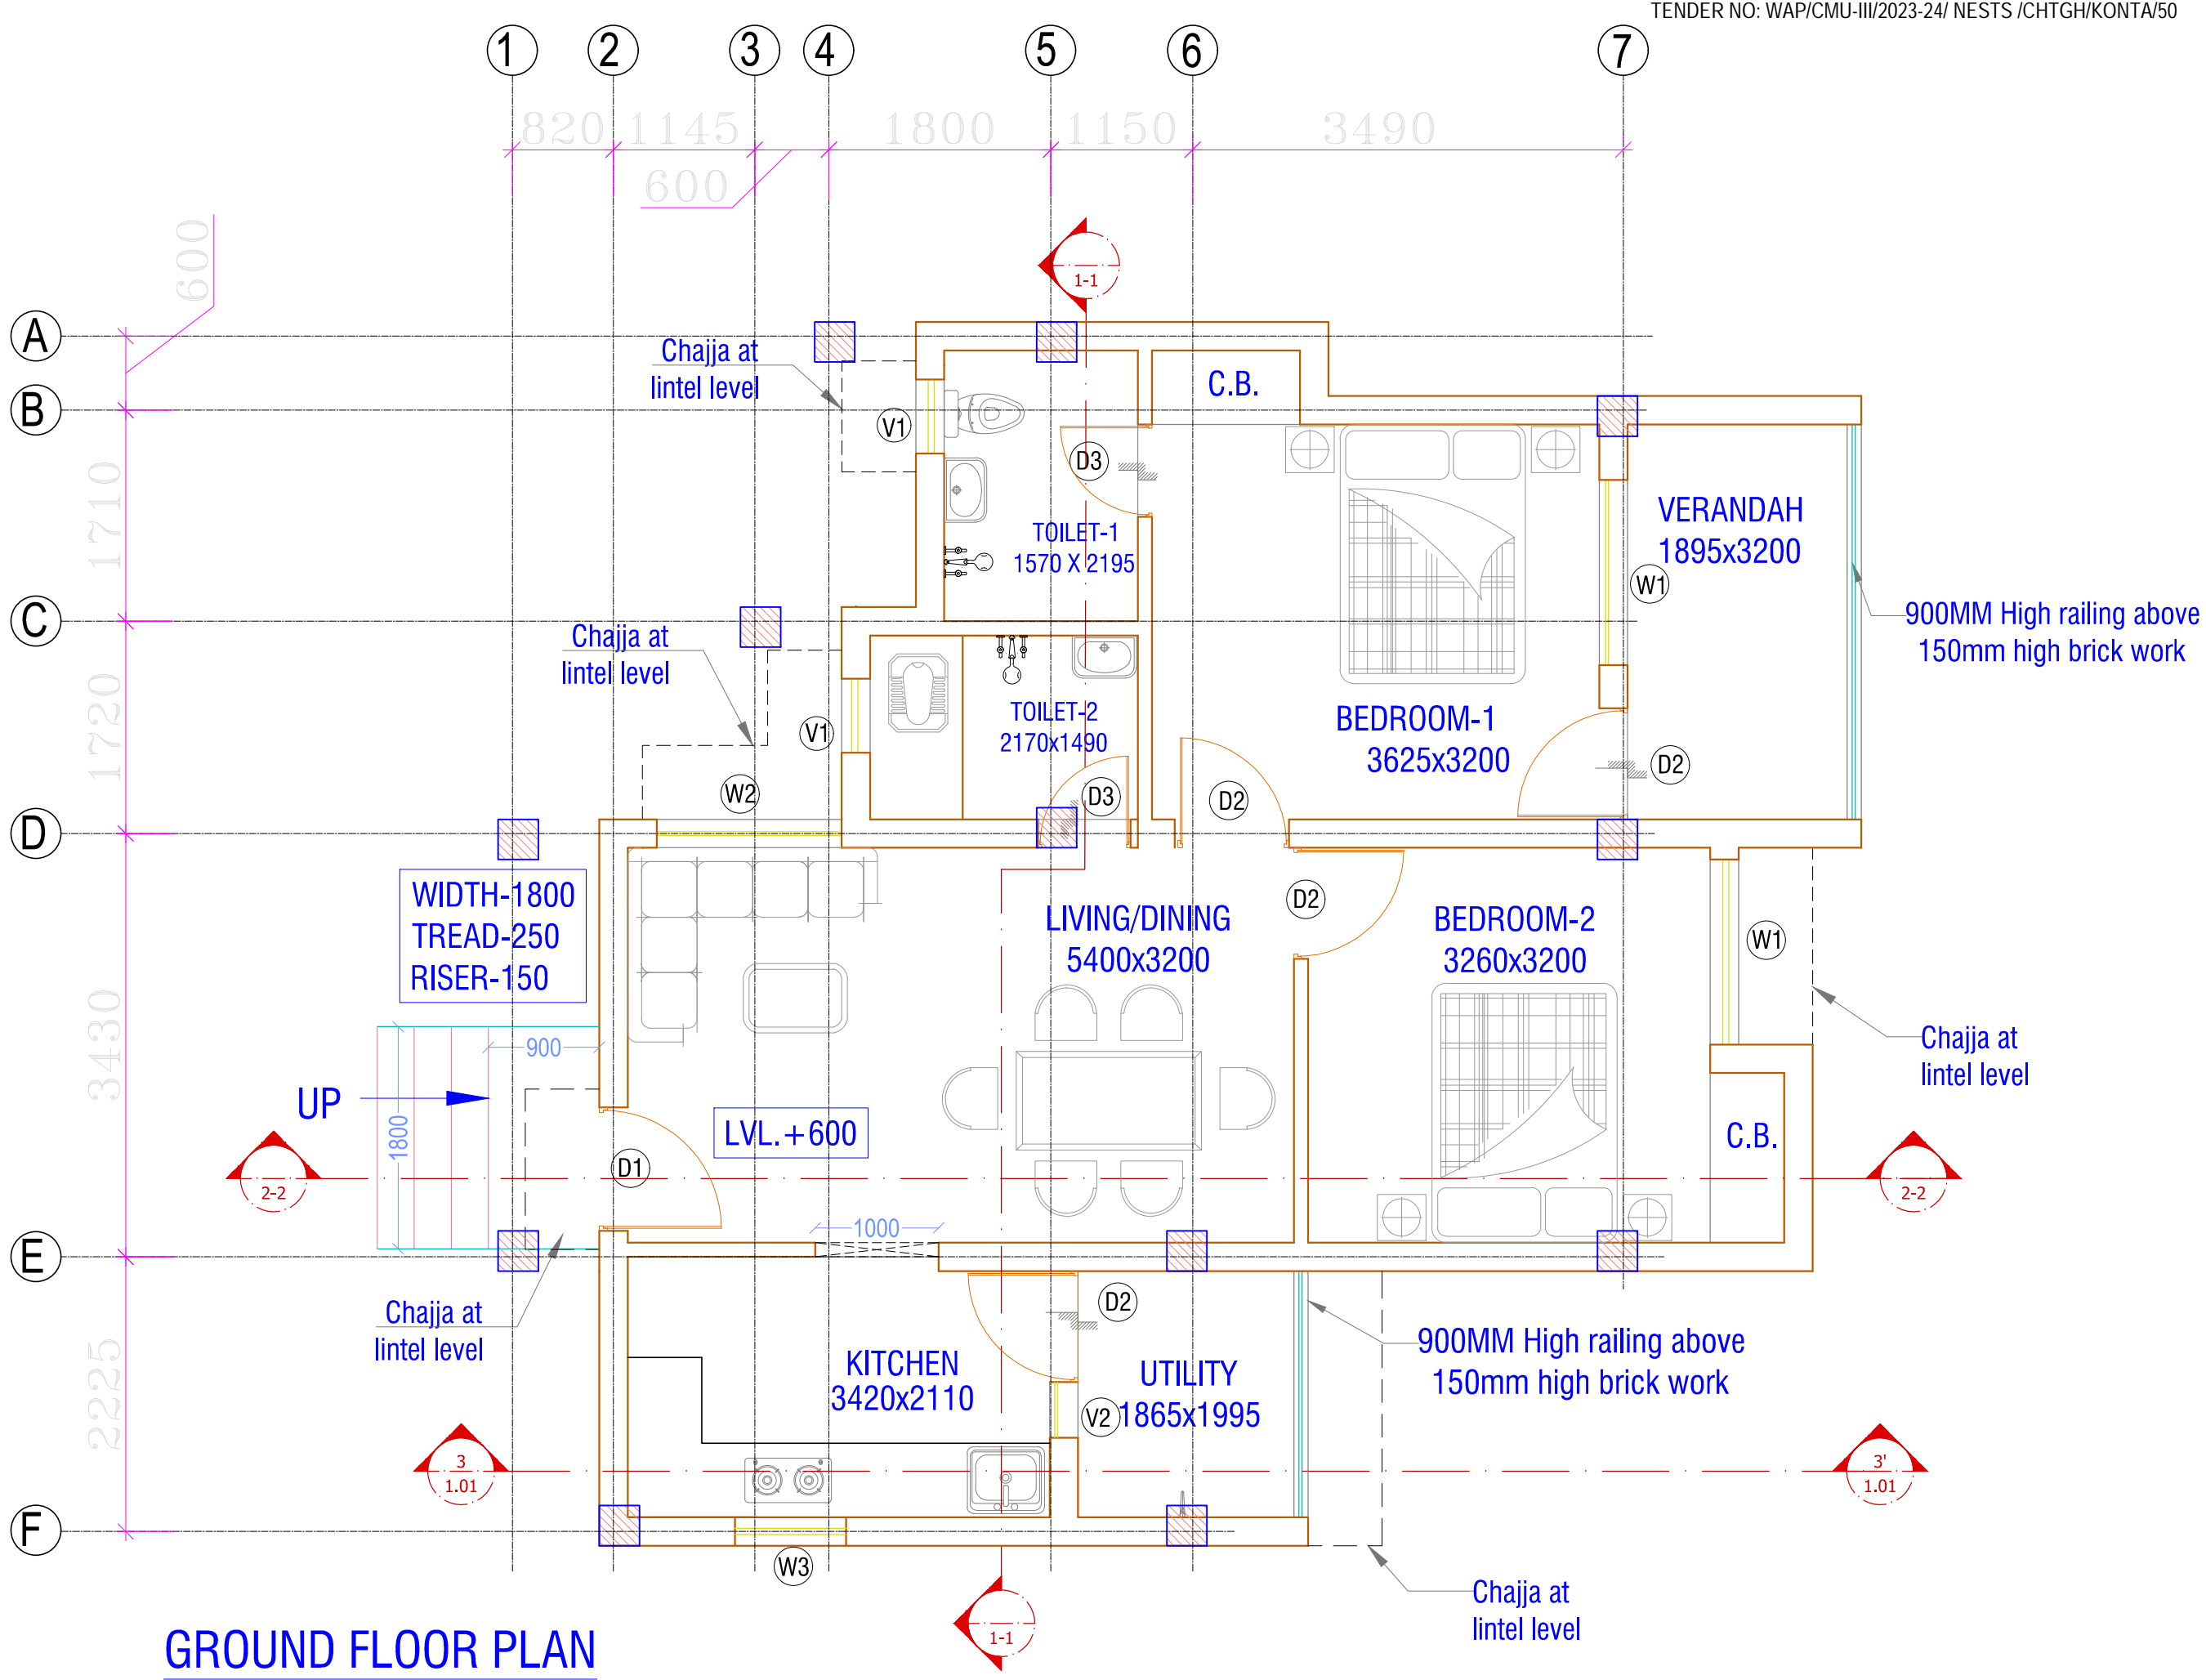 TENDER NO: WAP/CMU-III/2023-24/ NESTS /CHTGH/KONTA/50
1 2 3 4 5 6 7
820 1145 1800 1150 3490
600
600
1-1
A
Chajja at
lintel level
C.B.
B
V1
D3
1710
TOILET-1
1570 X 2195
VERANDAH
1895x3200
W1
C
900MM High railing above
150mm high brick work
Chajja at
lintel level
1720
TOILET-2
2170x1490
V1
BEDROOM-1
3625x3200
D2
W2
D3
D2
D
WIDTH-1800
TREAD-250
RISER-150
D2
LIVING/DINING
5400x3200
BEDROOM-2
3260x3200
W1
3430
900
Chajja at
lintel level
UP
1800
LVL.+600
C.B.
D1
2-2
2-2
1000
E
Chajja at
lintel level
D2
2225
KITCHEN
3420x2110
UTILITY
1865x1995
V2
900MM High railing above
150mm high brick work
3
1.01
3'
1.01
F
W3
Chajja at
lintel level
1-1
GROUND FLOOR PLAN